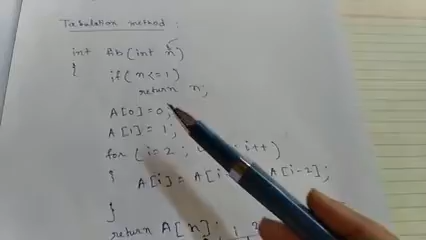 Tabulation method :
int fib(int n)
{ if(n<=1)
return n;
A[0]=0;
A[1]=1;
for (i=2 ; ; i++)
{ A[i] = A[i A[i-2];
}
return A[n];